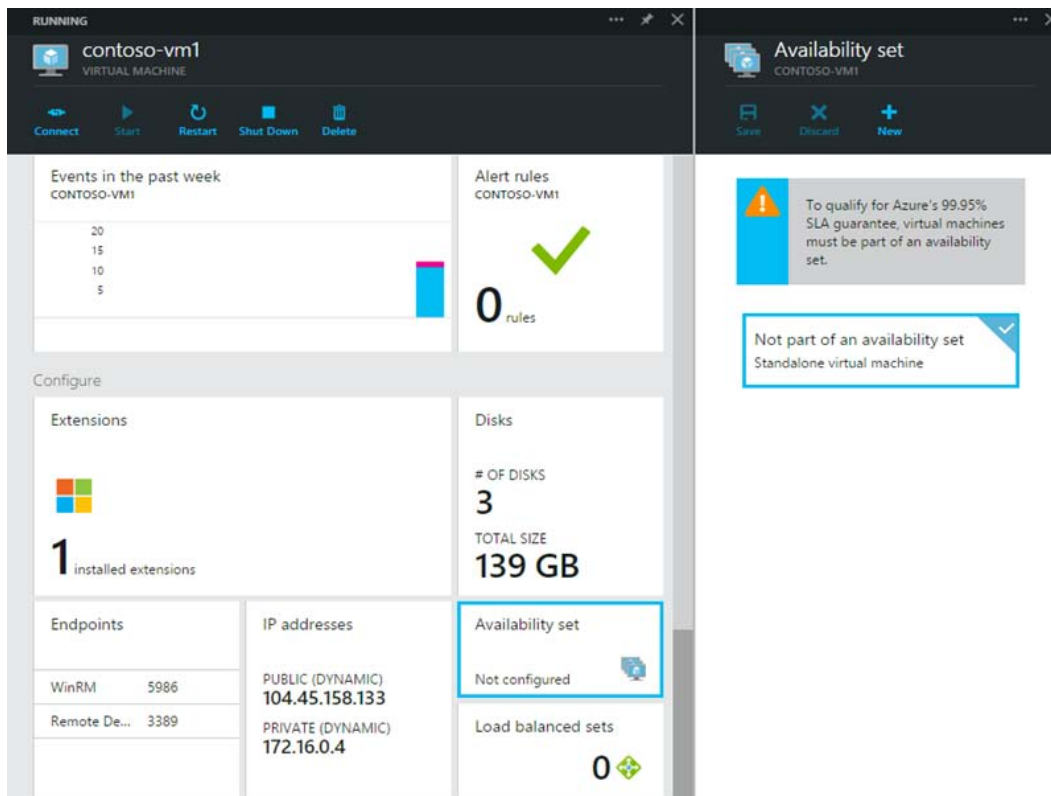 RUNNING
contoso-vm1
VIRTUAL MACHINE
Connect Start Restart Shut Down Delete
Events in the past week
CONTOSO-VM1
20
15
10
5
Alert rules
CONTOSO-VM1
0 rules
Configure
Extensions
1 installed extensions
Disks
# OF DISKS
3
TOTAL SIZE
139 GB
Endpoints
WinRM 5986
Remote De... 3389
IP addresses
PUBLIC (DYNAMIC)
104.45.158.133
PRIVATE (DYNAMIC)
172.16.0.4
Availability set
Not configured
Load balanced sets
0
Availability set
CONTOSO-VM1
Save Discard New
To qualify for Azure's 99.95%
SLA guarantee, virtual machines
must be part of an availability
set.
Not part of an availability set
Standalone virtual machine